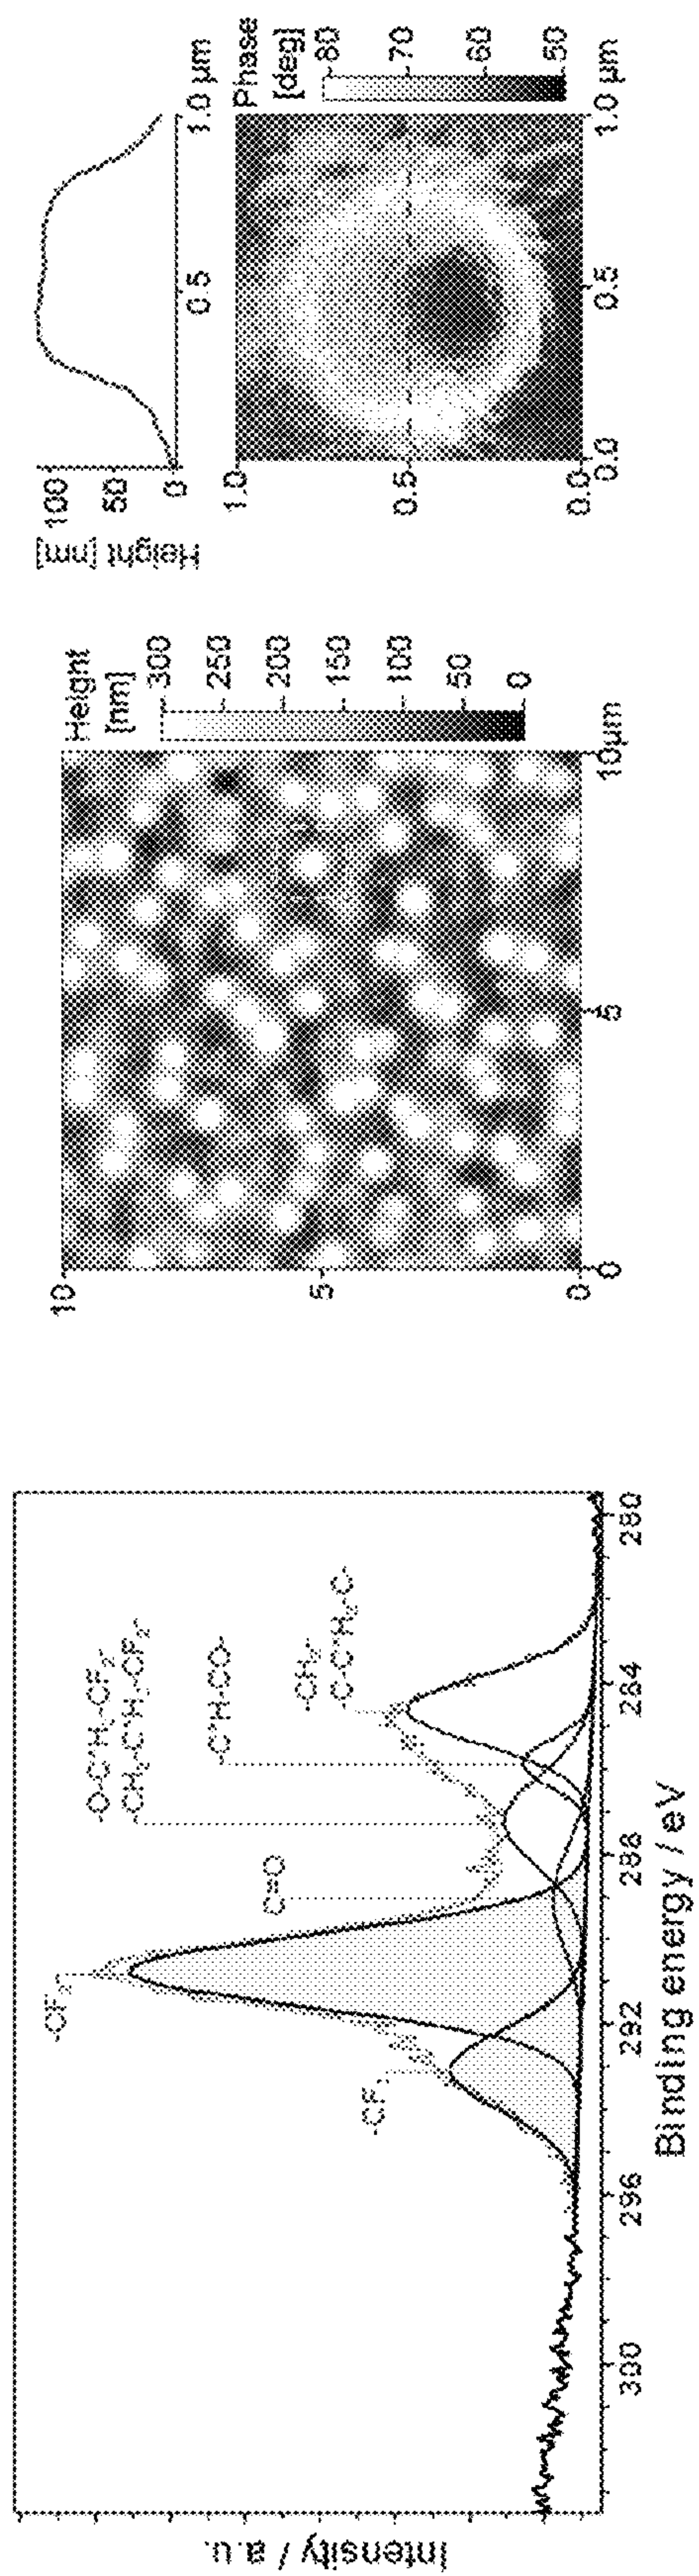 Intensity / a.u.
-CF2-
-CF3
C=O
-O-C*H2-CF2-
-CH2-C*H2-CF2-
-C*H-CO-
-CH2-
-O-C*H2-C-
300
296
292
288
284
280
Binding energy / eV
10
5
0
0
5
10µm
Height
[nm]
300
250
200
150
100
50
0
Height [nm]
100
50
0
0.5
1.0 µm
1.0
0.5
0.0
0.0
0.5
1.0 µm
Phase
[deg]
80
70
60
50